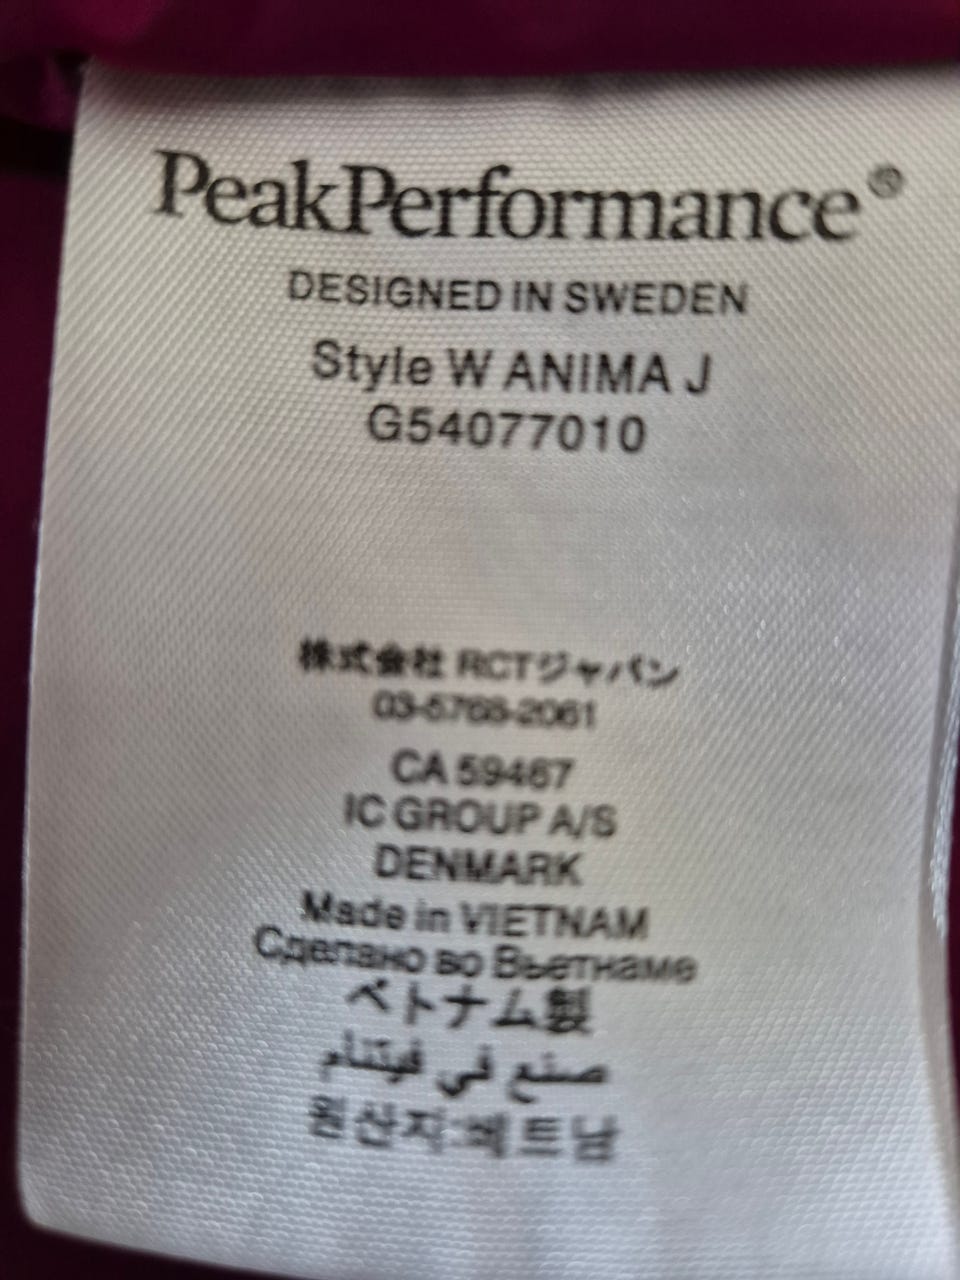 PeakPerformance®
DESIGNED IN SWEDEN
Style W ANIMA J
G54077010
株式会社 RCTジャパン
03-5768-2061
CA 59467
IC GROUP A/S
DENMARK
Made in VIETNAM
Сделано во Вьетнаме
ベトナム製
صنع في فيتنام
원산지:베트남